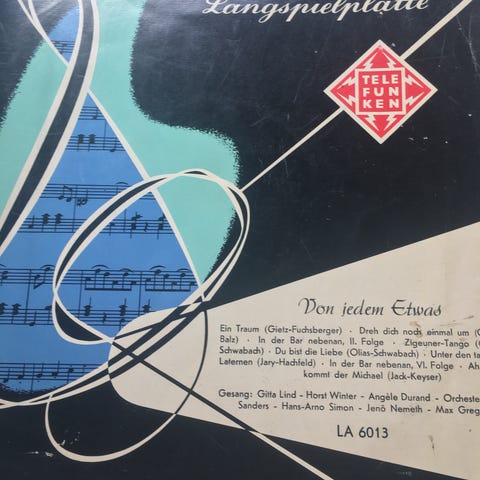 Langspielplatte
TELE
FUN
KEN
Von jedem Etwas
Ein Traum (Gietz-Fuchsberger) · Dreh dich noch einmal um (
Balz) · In der Bar nebenan, II. Folge · Zigeuner-Tango (
Schwabach) · Du bist die Liebe (Olias-Schwabach) · Unter den ta
Laternen (Jary-Hachfeld) · In der Bar nebenan, VI. Folge · Ah
kommt der Michael (Jack-Keyser)
Gesang: Gitta Lind - Horst Winter - Angèle Durand - Orcheste
Sanders - Hans-Arno Simon - Jenö Nemeth - Max Greg
LA 6013